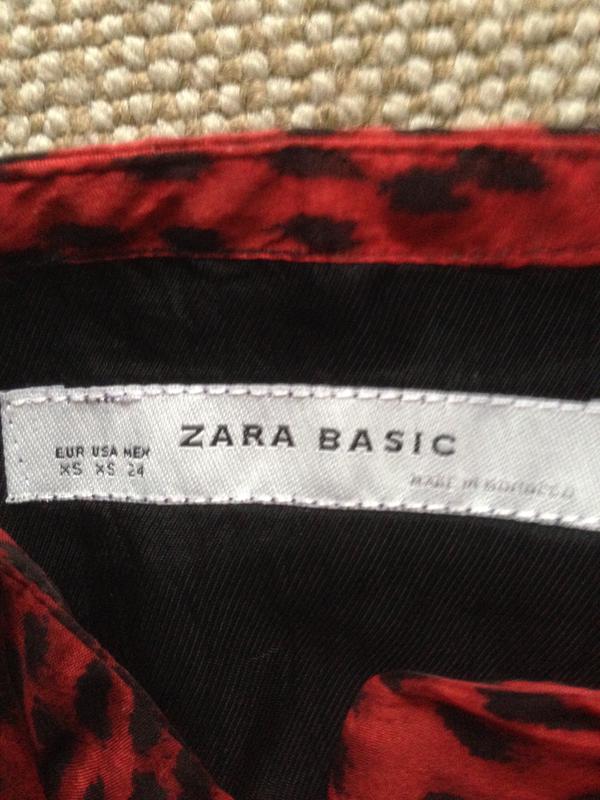 ZARA BASIC
EUR USA MEX
XS XS 24
MADE IN MOROCCO